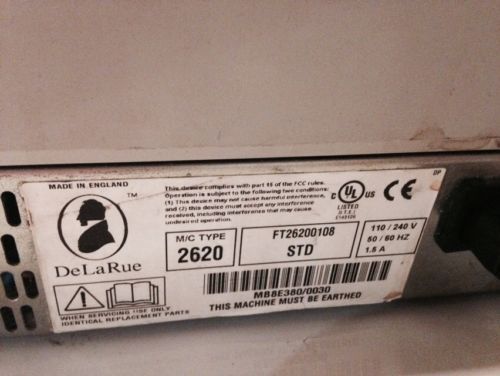 MADE IN ENGLAND
DeLaRue
WHEN SERVICING USE ONLY
IDENTICAL REPLACEMENT PARTS
This device complies with part 15 of the FCC rules.
Operation is subject to the following two conditions:
(1) This device may not cause harmful interference
and (2) this device must accept any interference
received, including interference that may cause
undesired operation.
M/C TYPE
2620
FT26200108
STD
C UL US
LISTED
I.T.E.
CE
DP
110 / 240 V
50 / 60 HZ
1.5 A
MB8E380/0030
THIS MACHINE MUST BE EARTHED